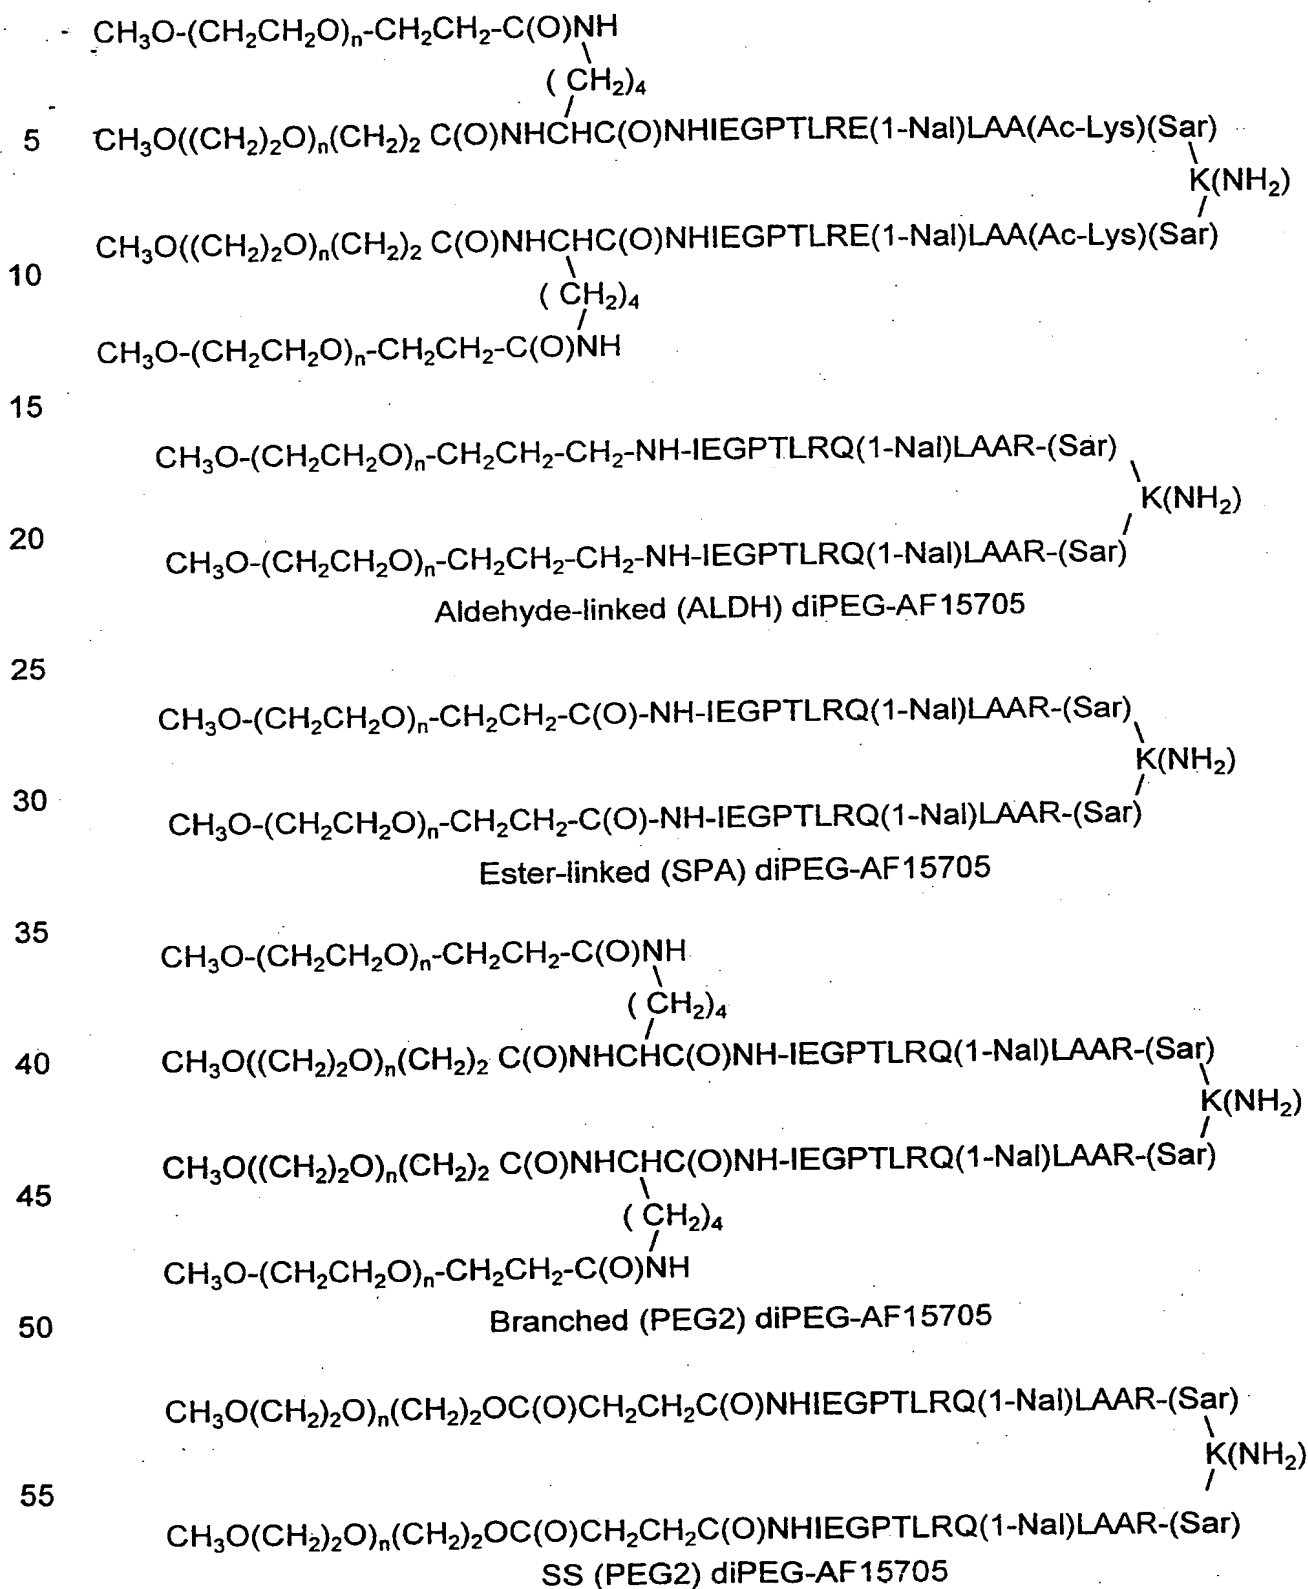 CH₃O-(CH₂CH₂O)ₙ-CH₂CH₂-C(O)NH
( CH₂)₄
5 CH₃O((CH₂)₂O)ₙ(CH₂)₂ C(O)NHCHC(O)NHIEGPTLRE(1-Nal)LAA(Ac-Lys)(Sar)
K(NH₂)
CH₃O((CH₂)₂O)ₙ(CH₂)₂ C(O)NHCHC(O)NHIEGPTLRE(1-Nal)LAA(Ac-Lys)(Sar)
10
( CH₂)₄
CH₃O-(CH₂CH₂O)ₙ-CH₂CH₂-C(O)NH
15
CH₃O-(CH₂CH₂O)ₙ-CH₂CH₂-CH₂-NH-IEGPTLRQ(1-Nal)LAAR-(Sar)
K(NH₂)
20
CH₃O-(CH₂CH₂O)ₙ-CH₂CH₂-CH₂-NH-IEGPTLRQ(1-Nal)LAAR-(Sar)
Aldehyde-linked (ALDH) diPEG-AF15705
25
CH₃O-(CH₂CH₂O)ₙ-CH₂CH₂-C(O)-NH-IEGPTLRQ(1-Nal)LAAR-(Sar)
K(NH₂)
30
CH₃O-(CH₂CH₂O)ₙ-CH₂CH₂-C(O)-NH-IEGPTLRQ(1-Nal)LAAR-(Sar)
Ester-linked (SPA) diPEG-AF15705
35
CH₃O-(CH₂CH₂O)ₙ-CH₂CH₂-C(O)NH
( CH₂)₄
40 CH₃O((CH₂)₂O)ₙ(CH₂)₂ C(O)NHCHC(O)NH-IEGPTLRQ(1-Nal)LAAR-(Sar)
K(NH₂)
CH₃O((CH₂)₂O)ₙ(CH₂)₂ C(O)NHCHC(O)NH-IEGPTLRQ(1-Nal)LAAR-(Sar)
45
( CH₂)₄
CH₃O-(CH₂CH₂O)ₙ-CH₂CH₂-C(O)NH
50 Branched (PEG2) diPEG-AF15705
CH₃O(CH₂)₂O)ₙ(CH₂)₂OC(O)CH₂CH₂C(O)NHIEGPTLRQ(1-Nal)LAAR-(Sar)
K(NH₂)
55
CH₃O(CH₂)₂O)ₙ(CH₂)₂OC(O)CH₂CH₂C(O)NHIEGPTLRQ(1-Nal)LAAR-(Sar)
SS (PEG2) diPEG-AF15705